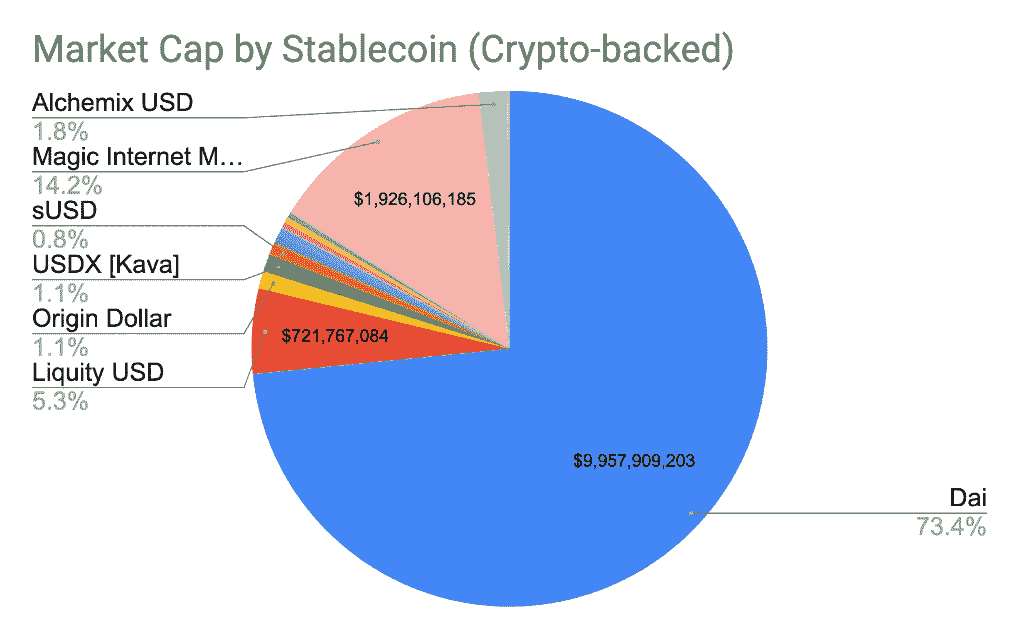 Market Cap by Stablecoin (Crypto-backed)
Alchemix USD
1.8%
Magic Internet M...
14.2%
sUSD
0.8%
USDX [Kava]
1.1%
Origin Dollar
1.1%
Liquity USD
5.3%
$1,926,106,185
$721,767,084
$9,957,909,203
Dai
73.4%